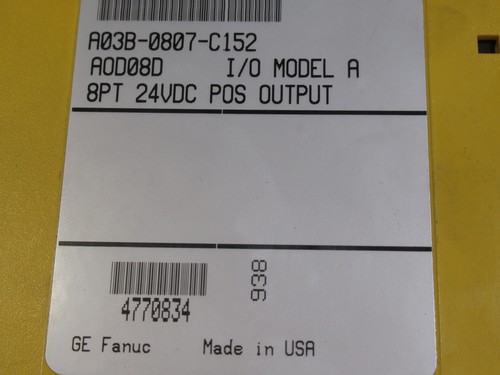 A03B-0807-C152
AOD08D I/O MODEL A
8PT 24VDC POS OUTPUT
4770834
938
GE Fanuc Made in USA